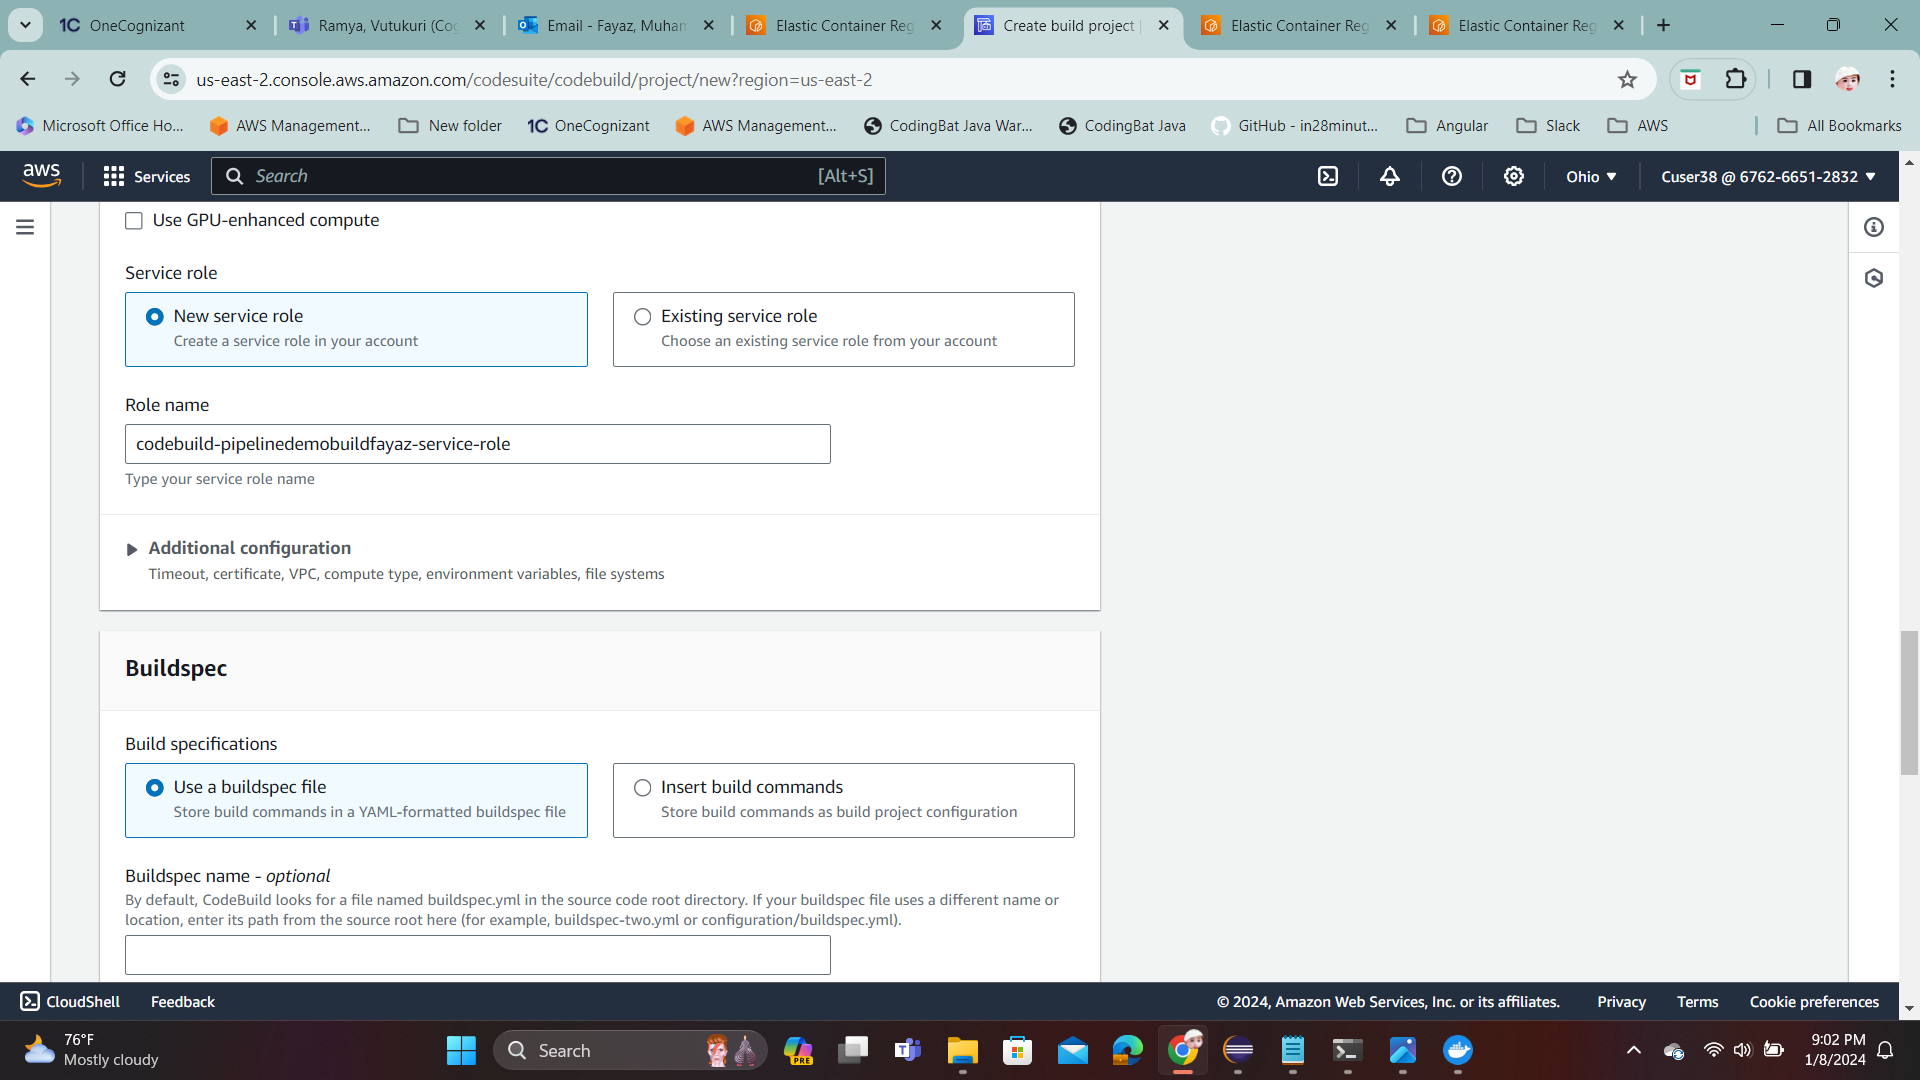 OneCognizant
Ramya, Vutukuri (Cog
Email - Fayaz, Muham
Elastic Container Reg
Create build project |
Elastic Container Reg
Elastic Container Reg
us-east-2.console.aws.amazon.com/codesuite/codebuild/project/new?region=us-east-2
Microsoft Office Ho...
AWS Management...
New folder
1C OneCognizant
AWS Management...
CodingBat Java War...
CodingBat Java
GitHub - in28minut...
Angular
Slack
AWS
All Bookmarks
aws
Services
Search
[Alt+S]
Ohio
Cuser38 @ 6762-6651-2832
Use GPU-enhanced compute
Service role
New service role
Create a service role in your account
Existing service role
Choose an existing service role from your account
Role name
codebuild-pipelinedemobuildfayaz-service-role
Type your service role name
Additional configuration
Timeout, certificate, VPC, compute type, environment variables, file systems
Buildspec
Build specifications
Use a buildspec file
Store build commands in a YAML-formatted buildspec file
Insert build commands
Store build commands as build project configuration
Buildspec name - optional
By default, CodeBuild looks for a file named buildspec.yml in the source code root directory. If your buildspec file uses a different name or
location, enter its path from the source root here (for example, buildspec-two.yml or configuration/buildspec.yml).
CloudShell
Feedback
© 2024, Amazon Web Services, Inc. or its affiliates.
Privacy
Terms
Cookie preferences
76°F
Mostly cloudy
Search
PRE
9:02 PM
1/8/2024